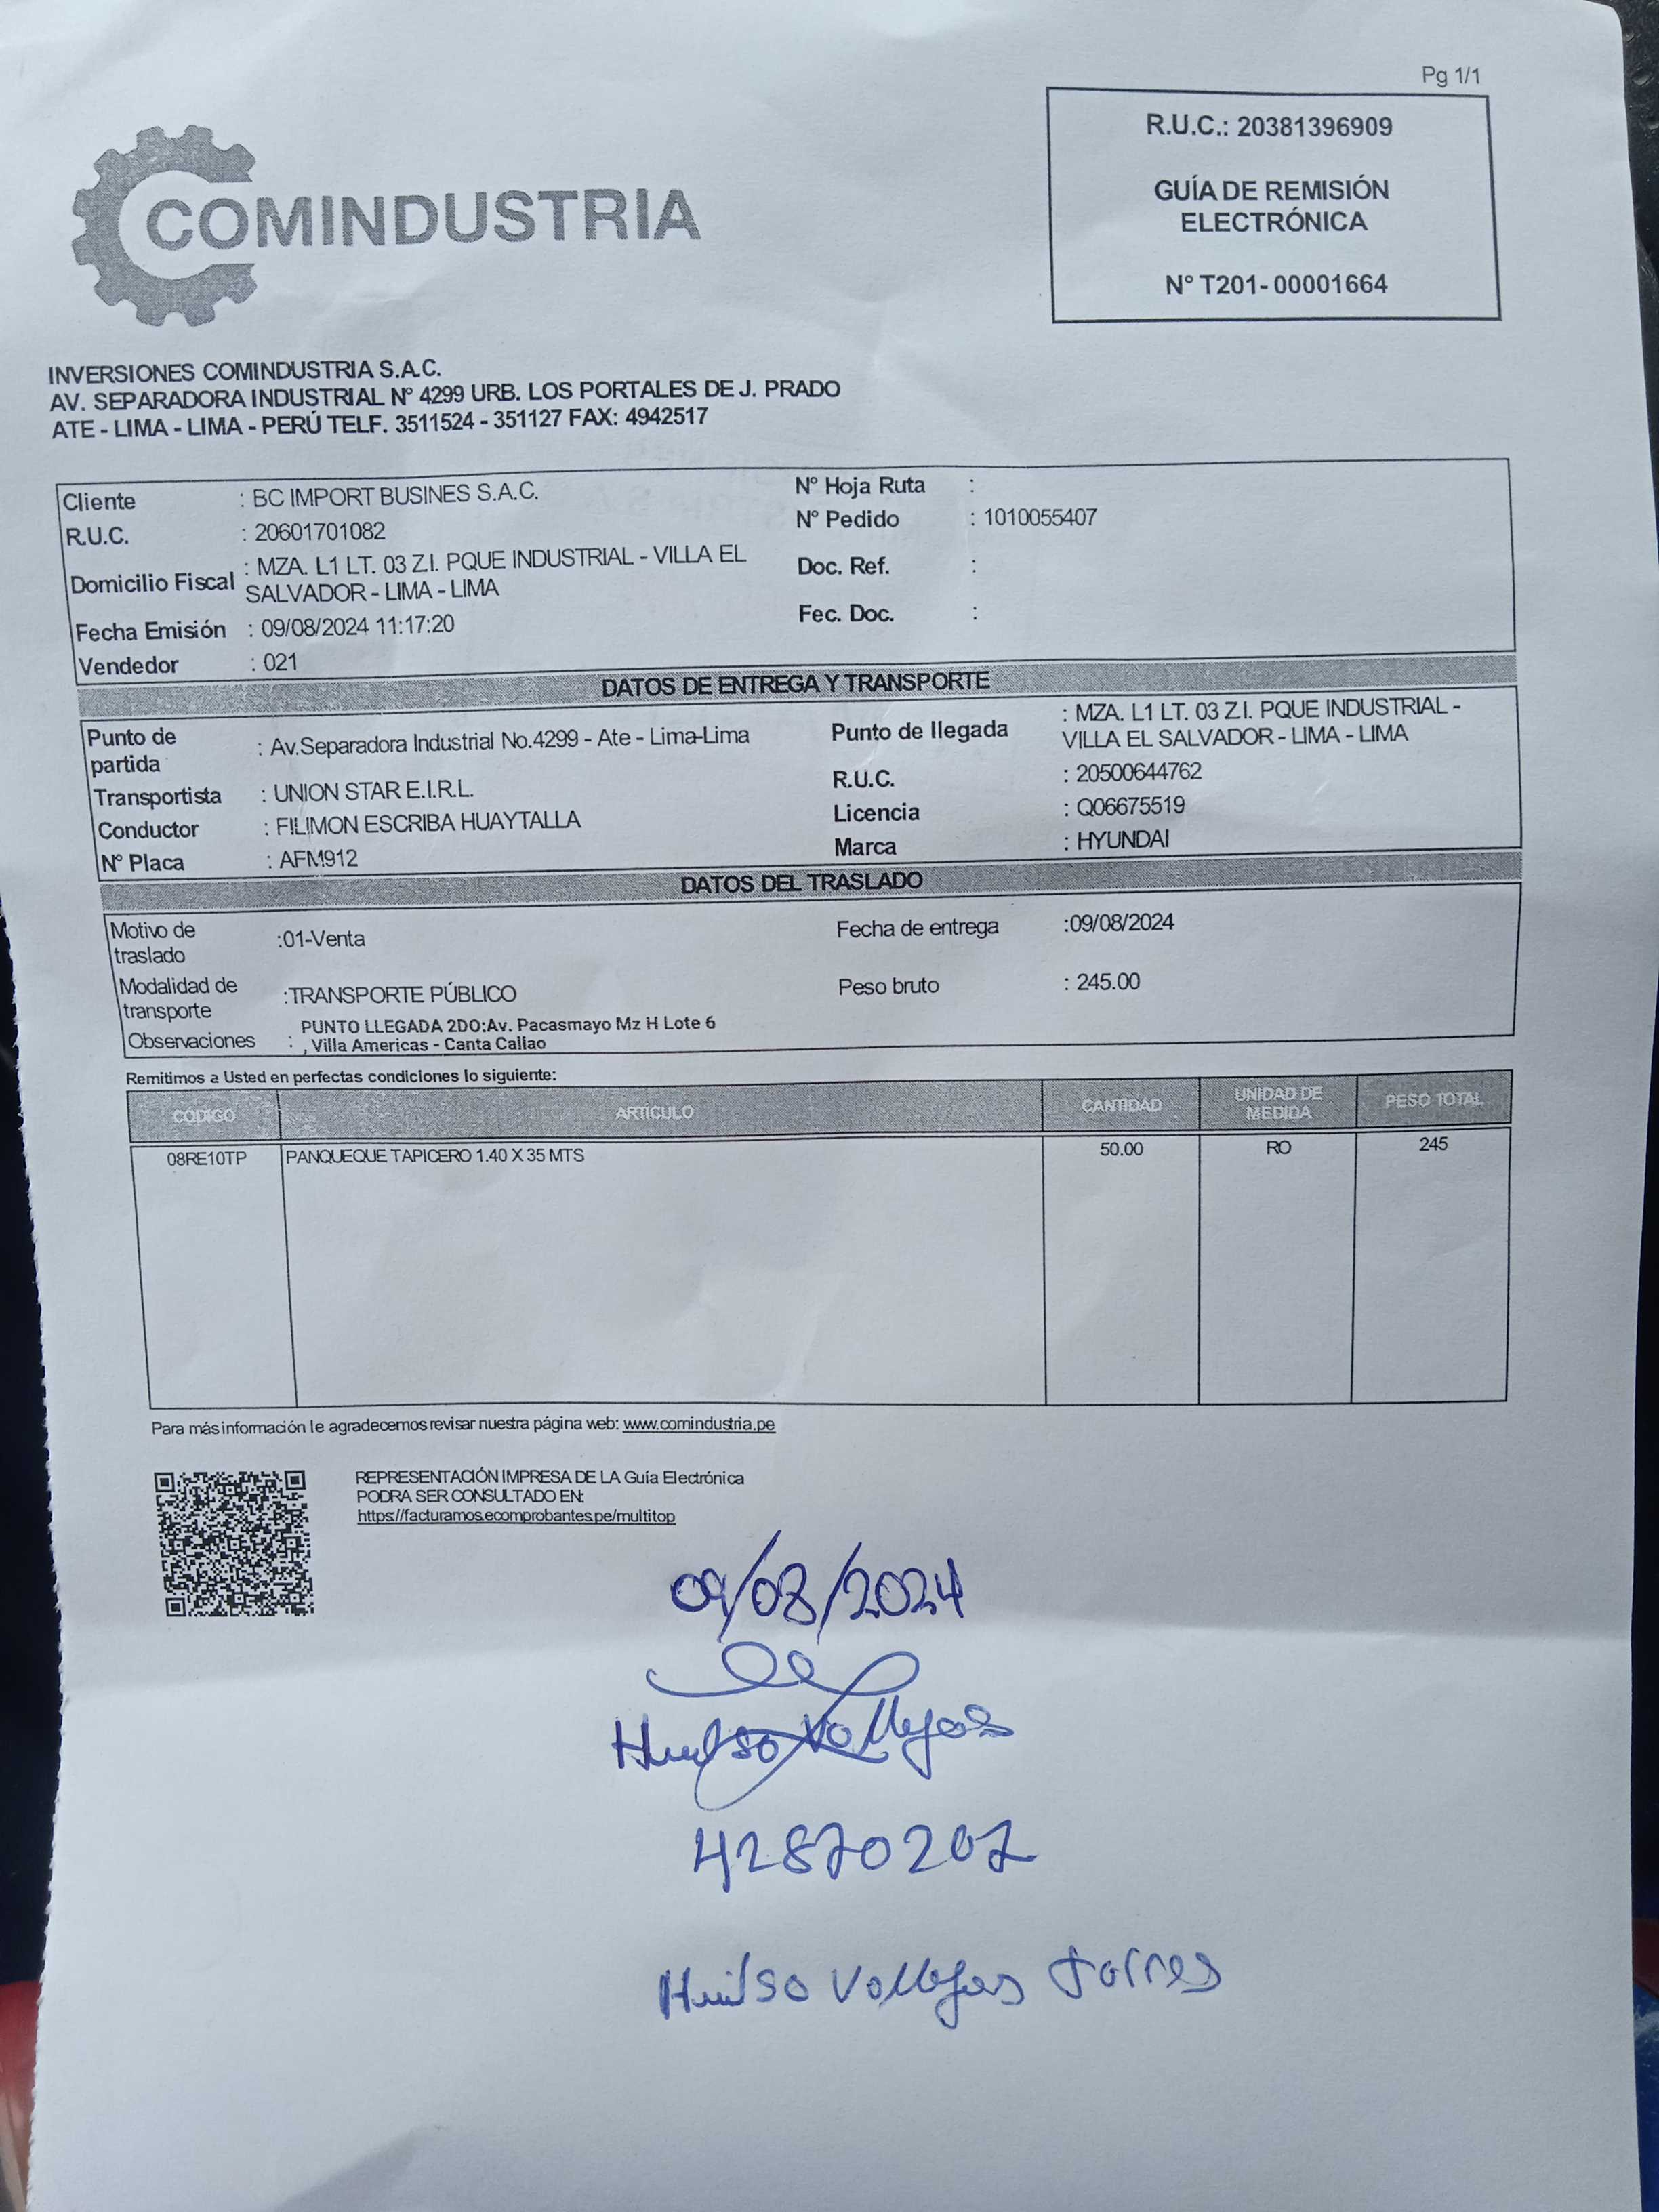 Pg 1/1
R.U.C.: 20381396909
GUÍA DE REMISIÓN
ELECTRÓNICA
N° T201- 00001664
COMINDUSTRIA
INVERSIONES COMINDUSTRIA S.A.C.
AV. SEPARADORA INDUSTRIAL Nº 4299 URB. LOS PORTALES DE J. PRADO
ATE - LIMA - LIMA - PERÚ TELF. 3511524 - 351127 FAX: 4942517
Cliente : BC IMPORT BUSINES S.A.C.
R.U.C. : 20601701082
Domicilio Fiscal : MZA. L1 LT. 03 Z.I. PQUE INDUSTRIAL - VILLA EL
SALVADOR - LIMA - LIMA
Fecha Emisión : 09/08/2024 11:17:20
Vendedor : 021
N° Hoja Ruta :
N° Pedido : 1010055407
Doc. Ref. :
Fec. Doc. :
DATOS DE ENTREGA Y TRANSPORTE
Punto de
partida : Av.Separadora Industrial No.4299 - Ate - Lima-Lima
Transportista : UNION STAR E.I.R.L.
Conductor : FILIMON ESCRIBA HUAYTALLA
N° Placa : AFM912
Punto de llegada : MZA. L1 LT. 03 Z.I. PQUE INDUSTRIAL -
VILLA EL SALVADOR - LIMA - LIMA
R.U.C. : 20500644762
Licencia : Q06675519
Marca : HYUNDAI
DATOS DEL TRASLADO
Motivo de
traslado :01-Venta
Modalidad de
transporte :TRANSPORTE PÚBLICO
Observaciones : PUNTO LLEGADA 2DO:Av. Pacasmayo Mz H Lote 6
, Villa Americas - Canta Callao
Fecha de entrega :09/08/2024
Peso bruto : 245.00
Remitimos a Usted en perfectas condiciones lo siguiente:
CODIGO ARTICULO CANTIDAD UNIDAD DE MEDIDA PESO TOTAL
08RE10TP PANQUEQUE TAPICERO 1.40 X 35 MTS 50.00 RO 245
Para más información le agradecemos revisar nuestra página web: www.comindustria.pe
REPRESENTACIÓN IMPRESA DE LA Guía Electrónica
PODRA SER CONSULTADO EN:
https://facturamos.ecomprobantes.pe/multitop
09/08/2024
Huilso Vallejos
42870207
Huilso Vallejos Torres